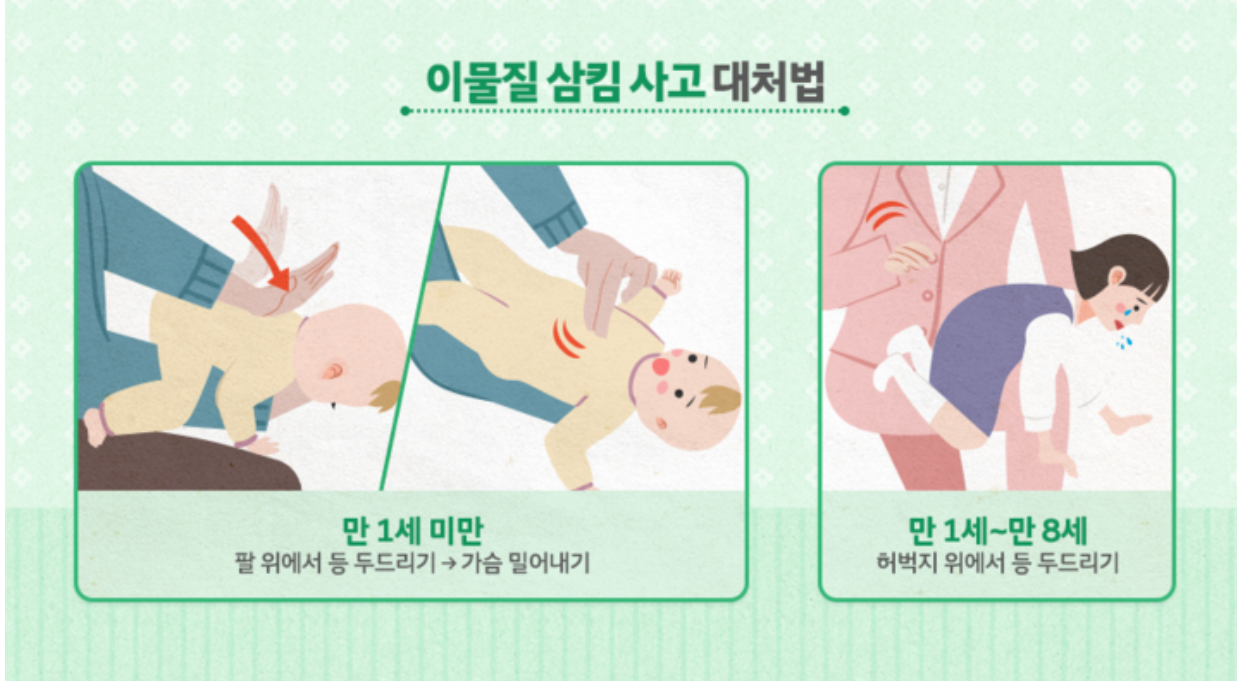 이물질 삼킴 사고 대처법
만 1세 미만
팔 위에서 등 두드리기 → 가슴 밀어내기
만 1세~만 8세
허벅지 위에서 등 두드리기